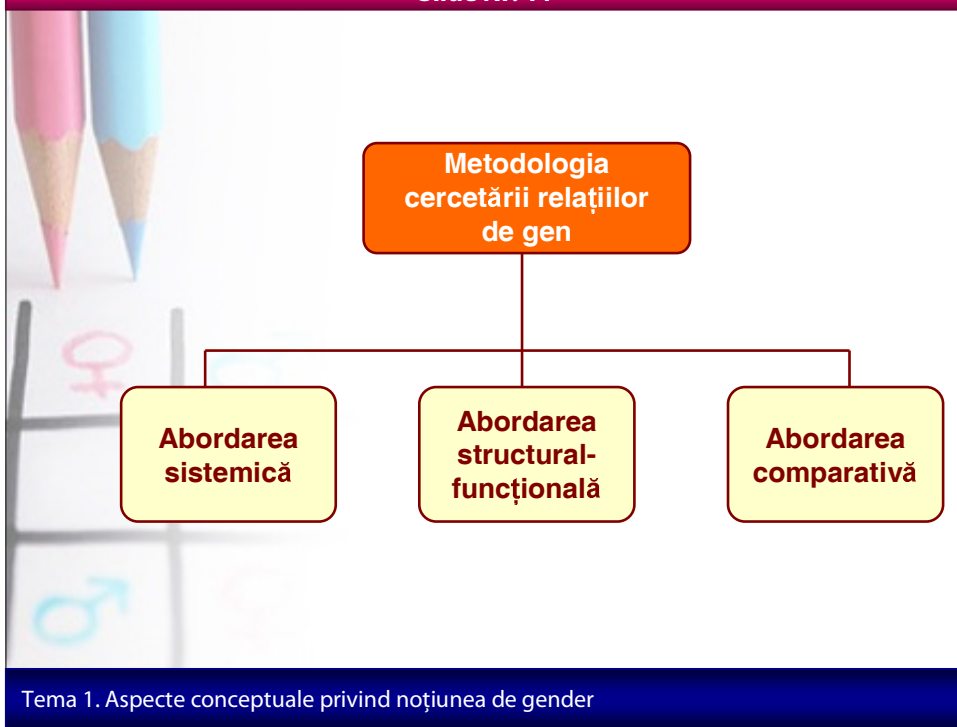 Metodologia
cercetării relațiilor
de gen
Abordarea
sistemică
Abordarea
structural-
funcțională
Abordarea
comparativă
Tema 1. Aspecte conceptuale privind noțiunea de gender